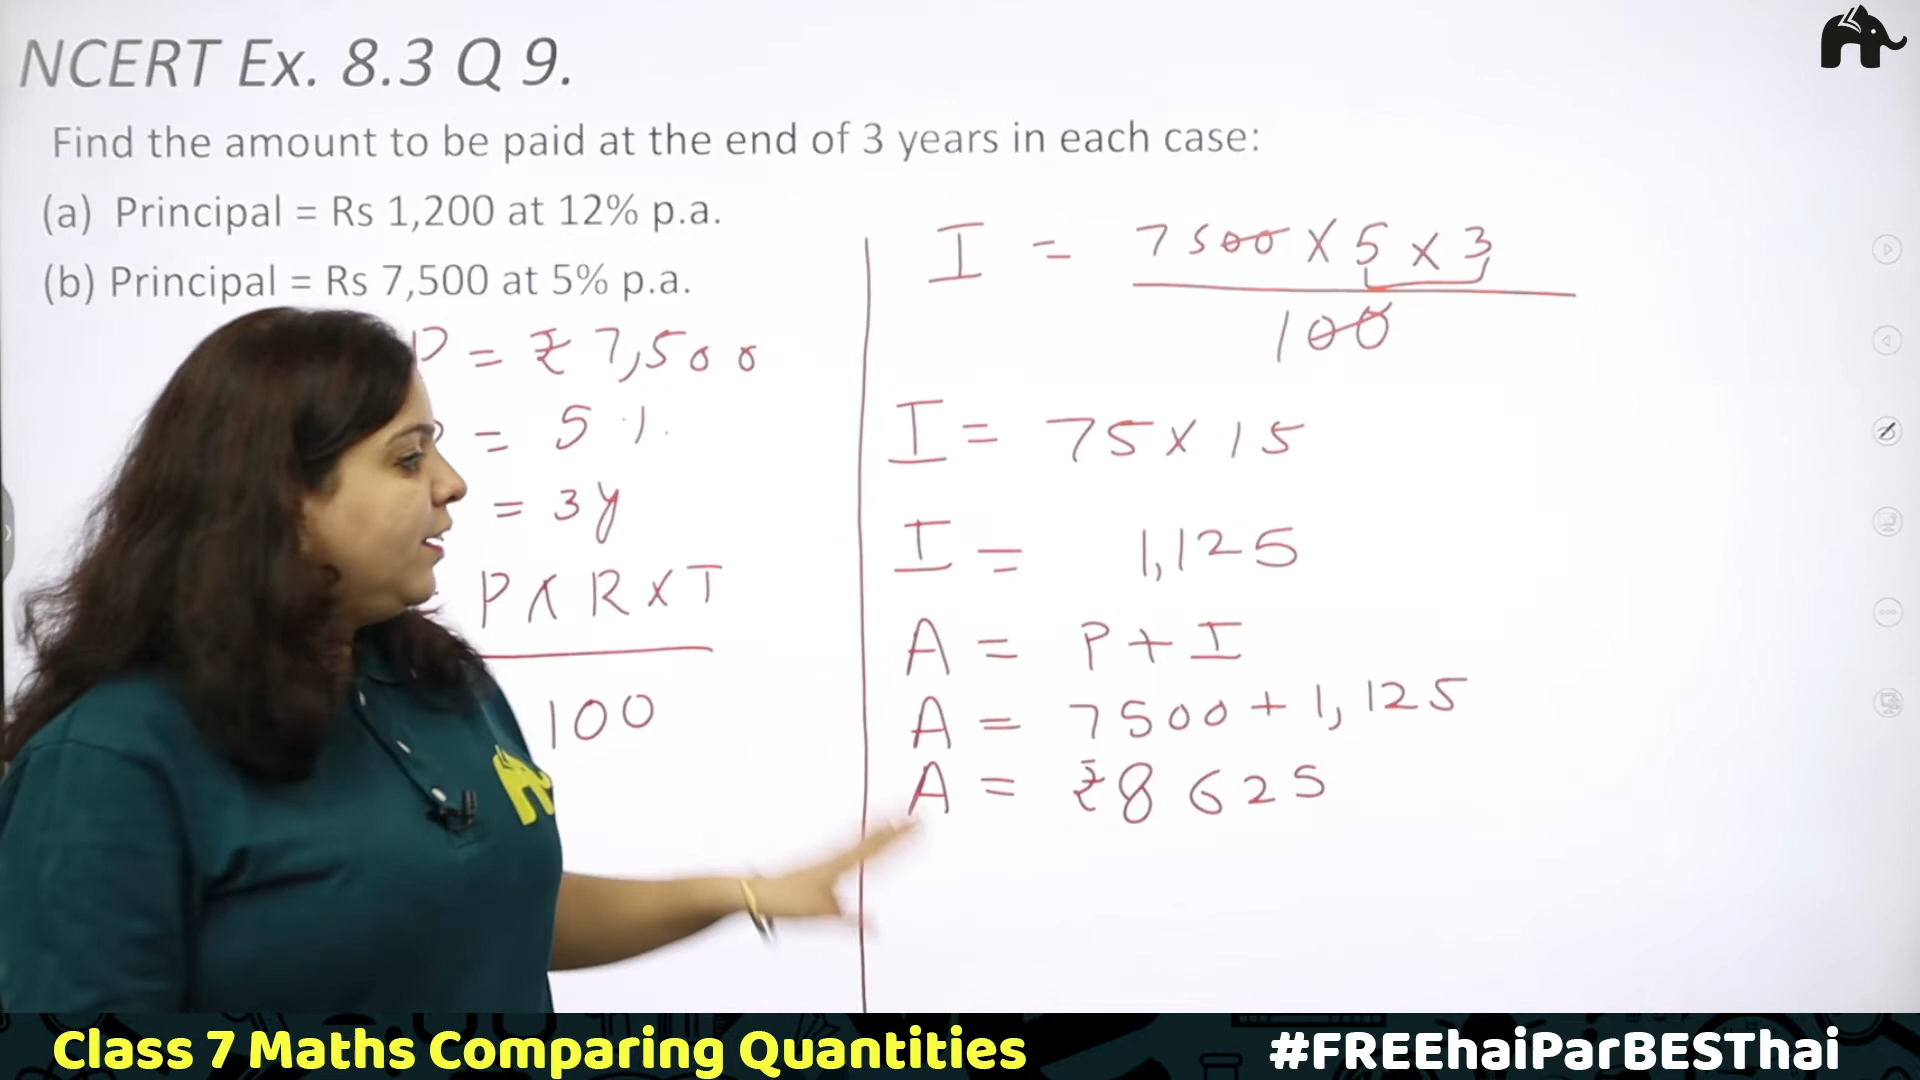 NCERT Ex. 8.3 Q 9.
Find the amount to be paid at the end of 3 years in each case:
(a) Principal = Rs 1,200 at 12% p.a.
(b) Principal = Rs 7,500 at 5% p.a.
P = ₹ 7,500
= 5 %
= 3y
P X R X T
100
I = 7500 X 5 X 3
100
I = 75 X 15
I = 1,125
A = P + I
A = 7500 + 1,125
A = ₹8625
Class 7 Maths Comparing Quantities
#FREEhaiParBESThai